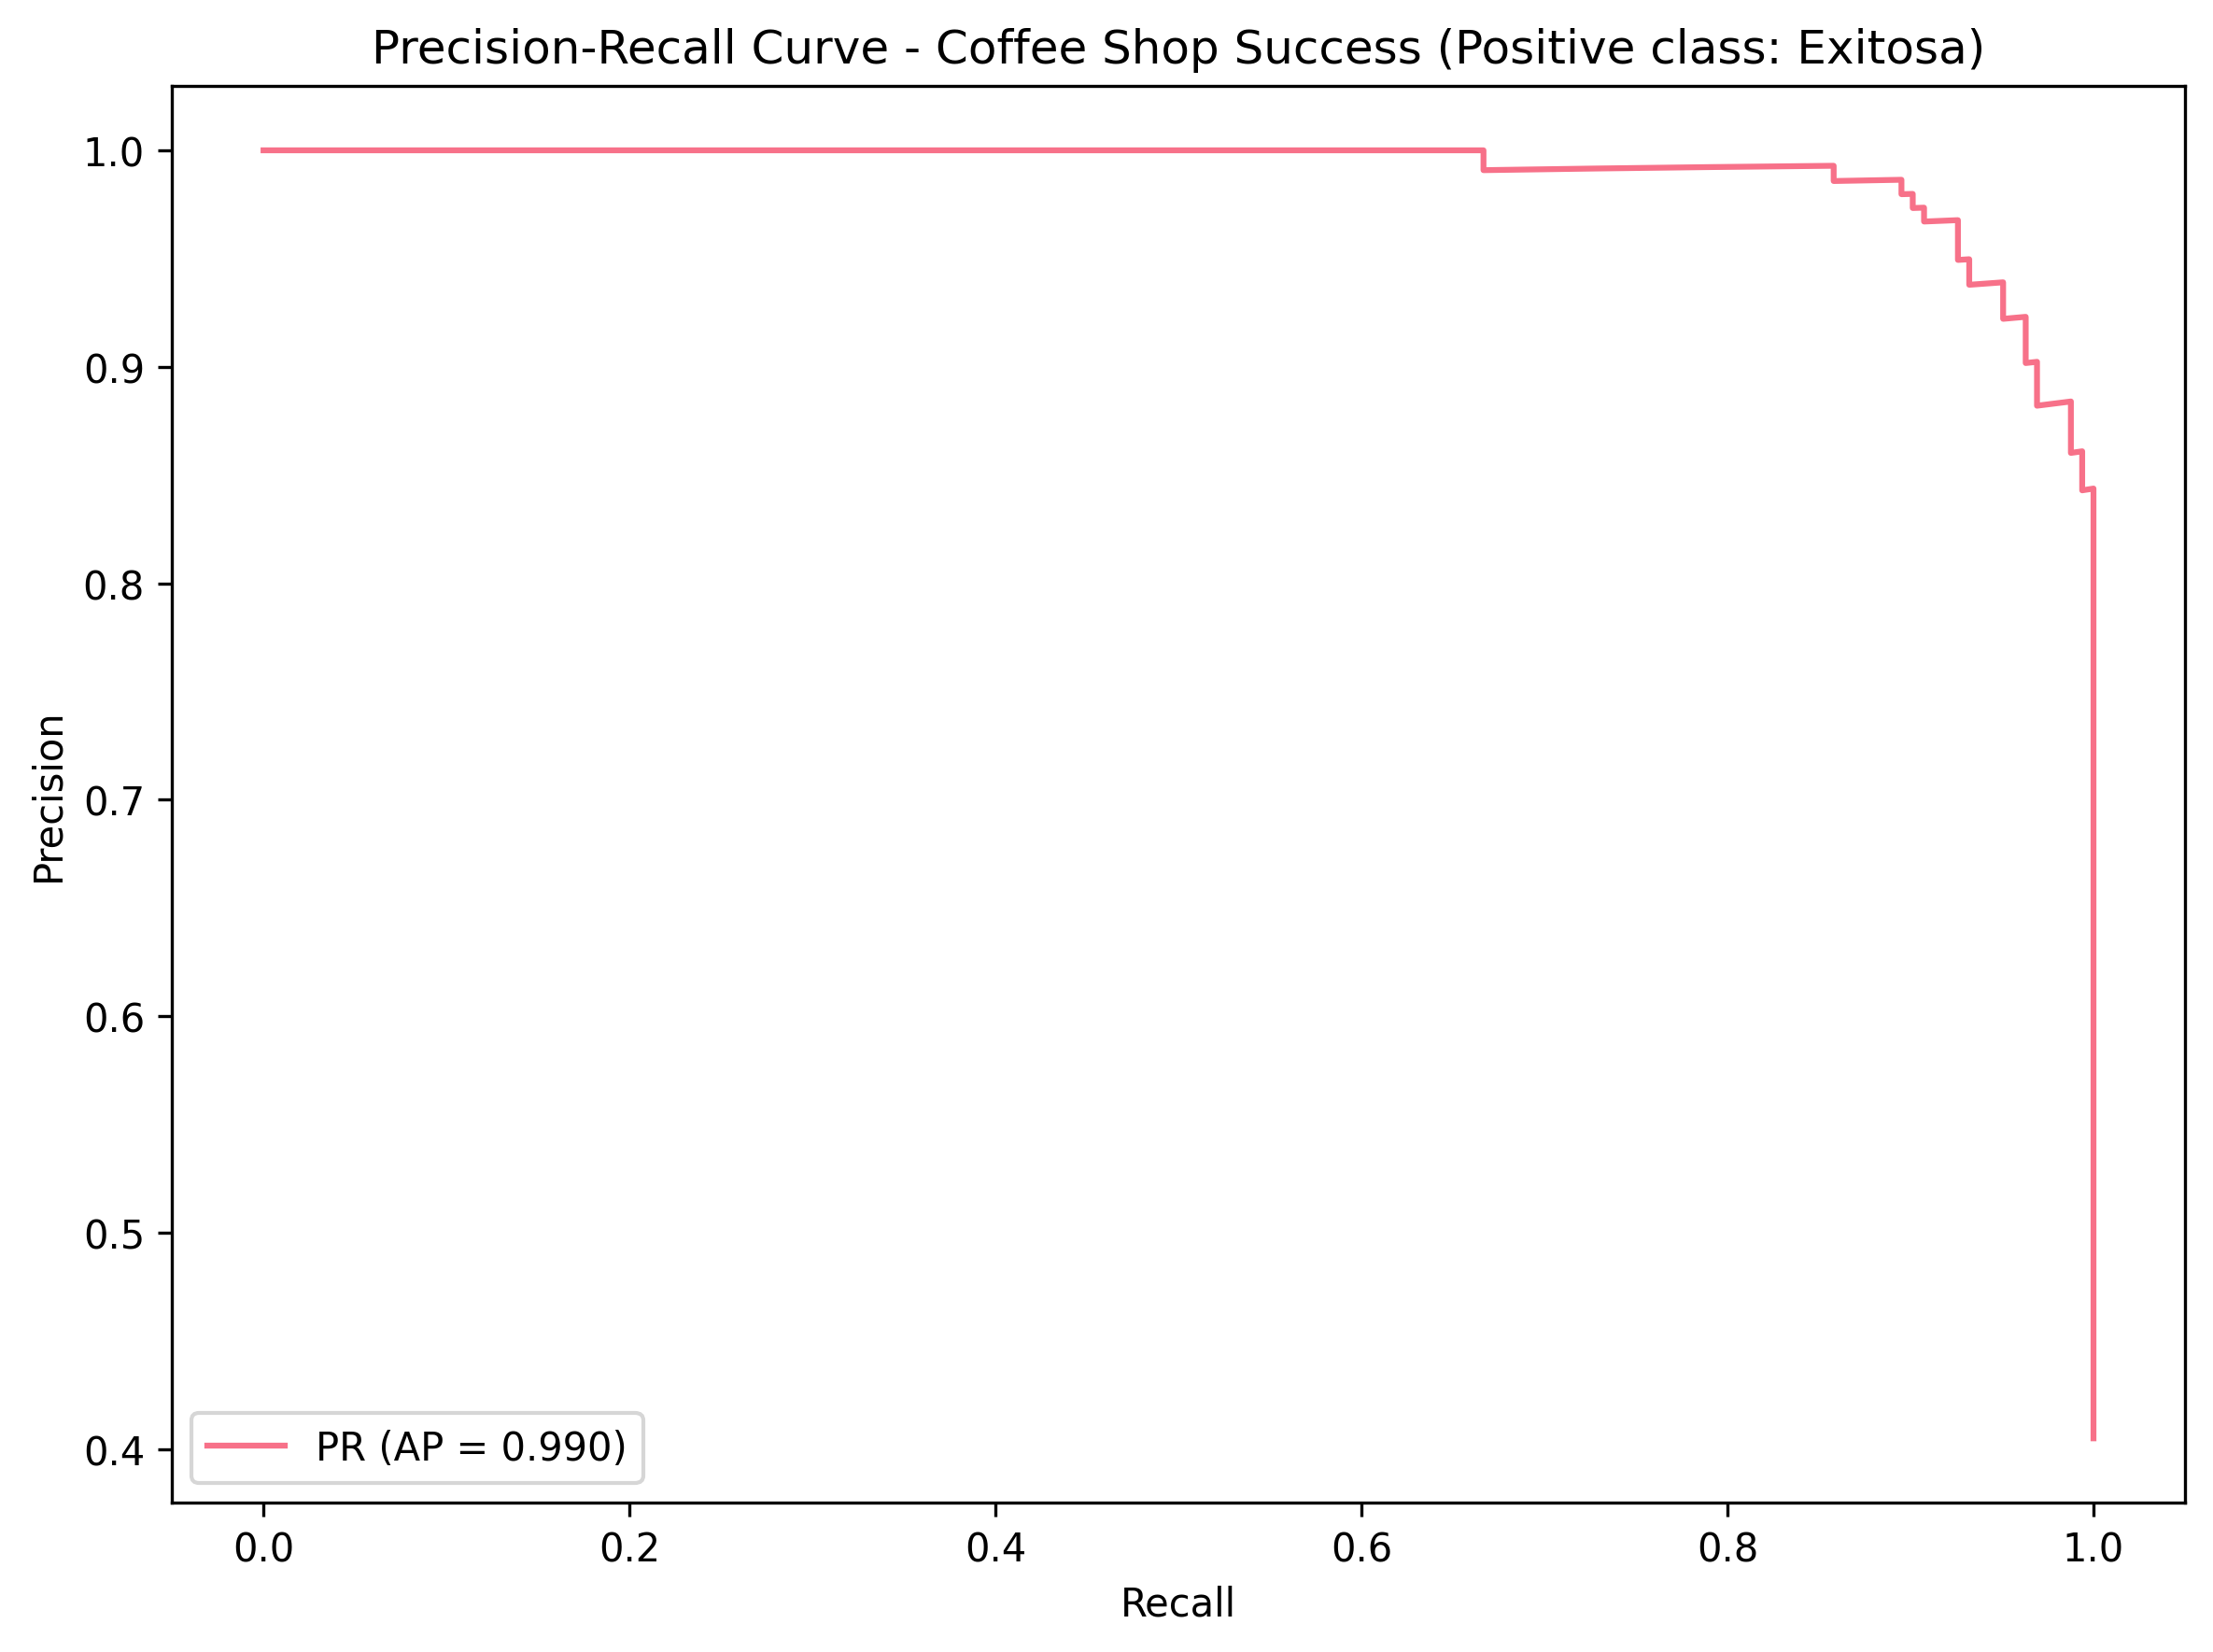 Precision-Recall Curve - Coffee Shop Success (Positive class: Exitosa)
1.0
0.9
0.8
0.7
0.6
0.5
0.4
Precision
PR (AP = 0.990)
0.0 0.2 0.4 0.6 0.8 1.0
Recall